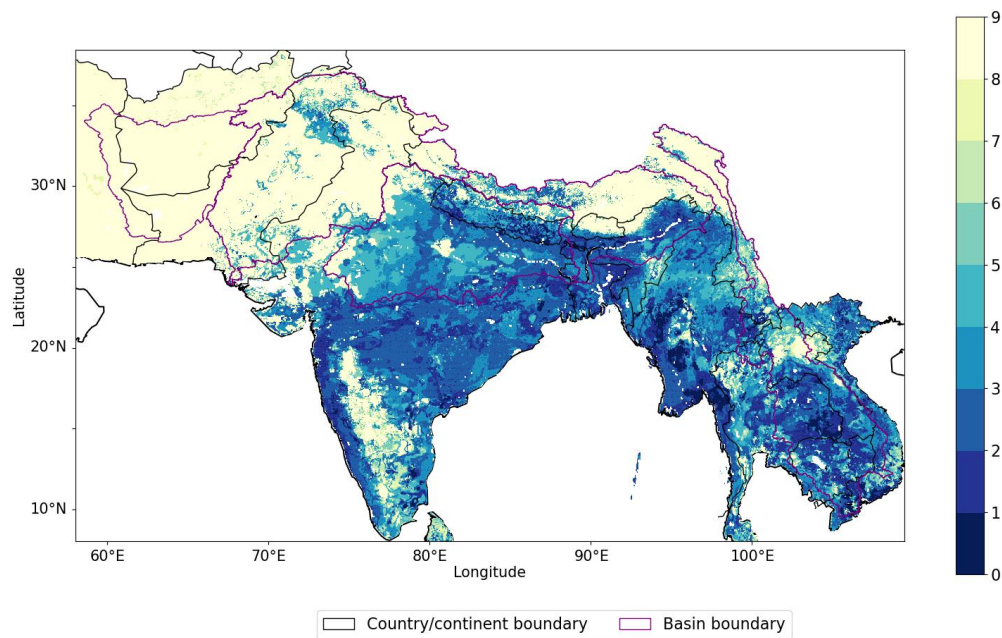 9
8
7
6
5
4
3
2
1
0
30°N
20°N
10°N
Latitude
60°E
70°E
80°E
90°E
100°E
Longitude
Country/continent boundary
Basin boundary